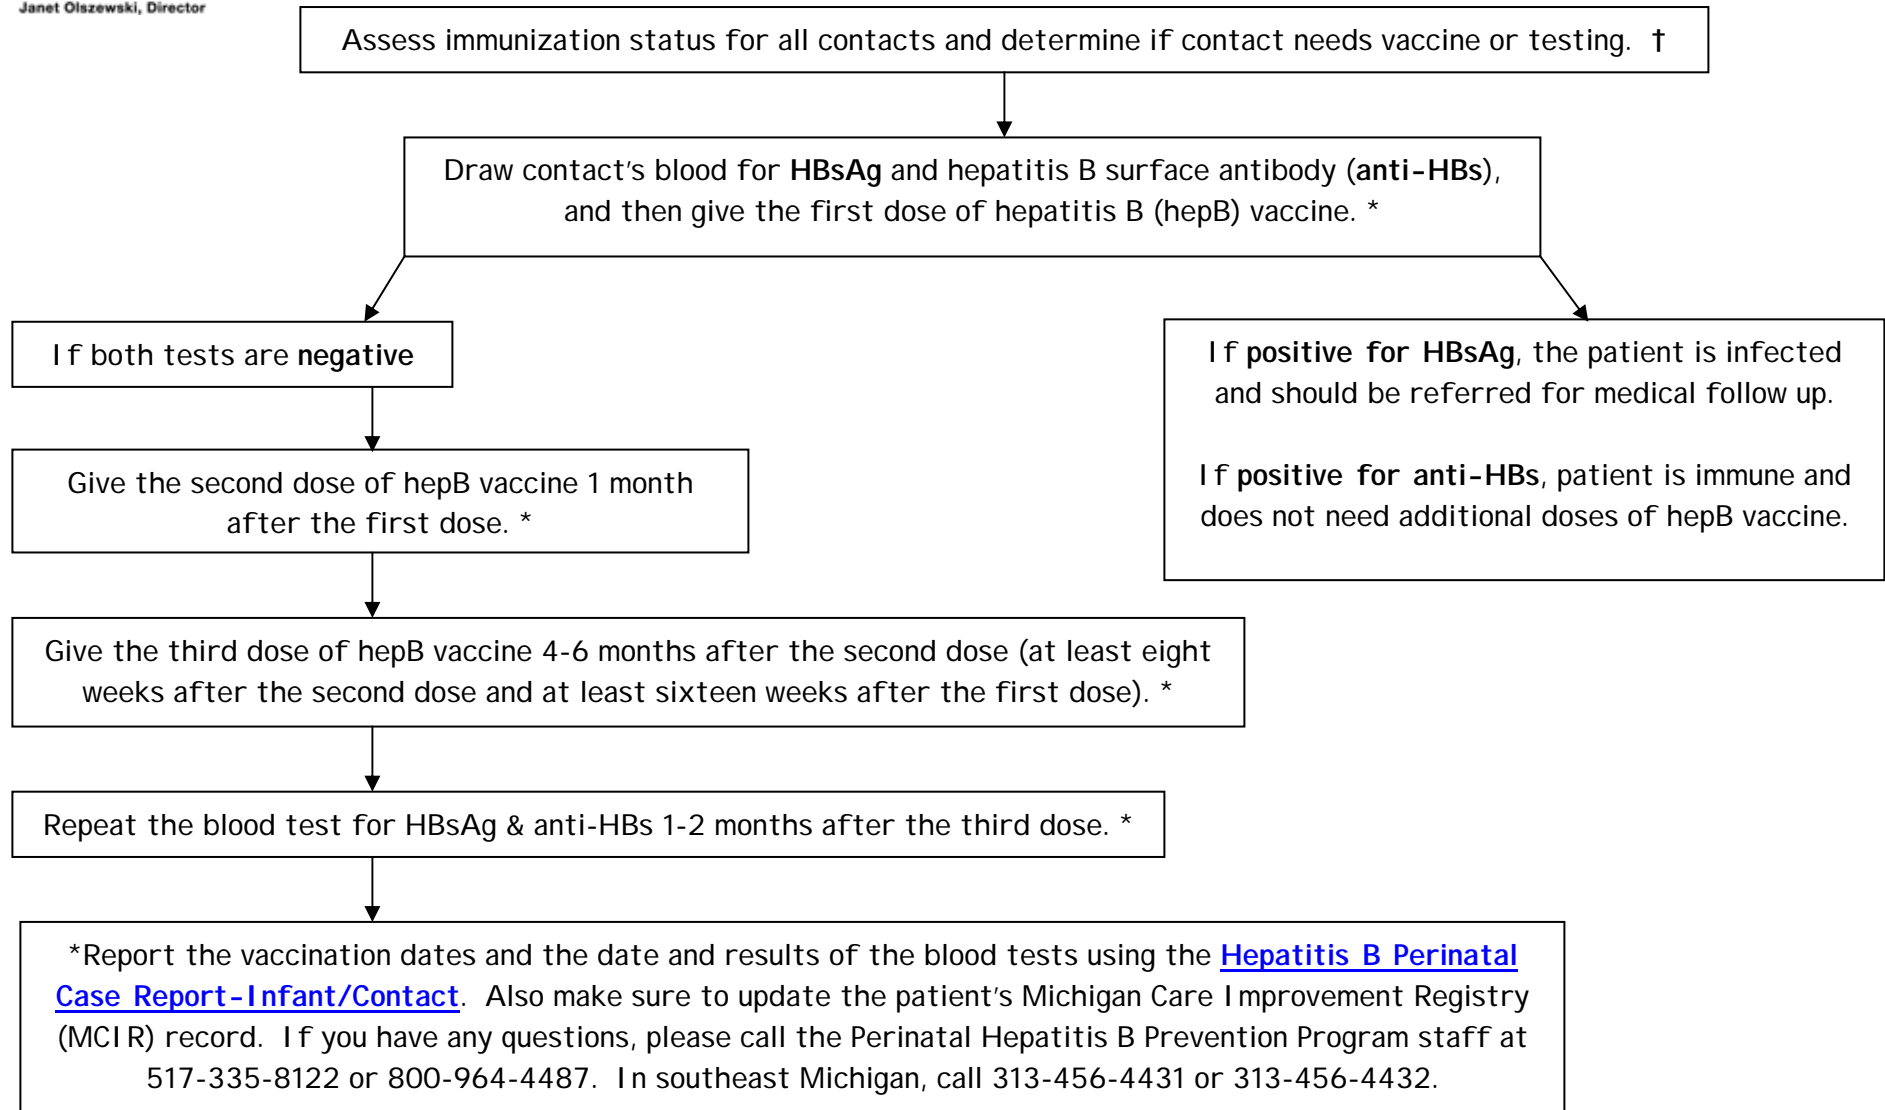 Janet Olszewski, Director
Assess immunization status for all contacts and determine if contact needs vaccine or testing. †
Draw contact's blood for HBsAg and hepatitis B surface antibody (anti-HBs),
and then give the first dose of hepatitis B (hepB) vaccine. *
If both tests are negative
If positive for HBsAg, the patient is infected
and should be referred for medical follow up.
If positive for anti-HBs, patient is immune and
does not need additional doses of hepB vaccine.
Give the second dose of hepB vaccine 1 month
after the first dose. *
Give the third dose of hepB vaccine 4-6 months after the second dose (at least eight
weeks after the second dose and at least sixteen weeks after the first dose). *
Repeat the blood test for HBsAg & anti-HBs 1-2 months after the third dose. *
*Report the vaccination dates and the date and results of the blood tests using the Hepatitis B Perinatal
Case Report-Infant/Contact. Also make sure to update the patient's Michigan Care Improvement Registry
(MCIR) record. If you have any questions, please call the Perinatal Hepatitis B Prevention Program staff at
517-335-8122 or 800-964-4487. In southeast Michigan, call 313-456-4431 or 313-456-4432.